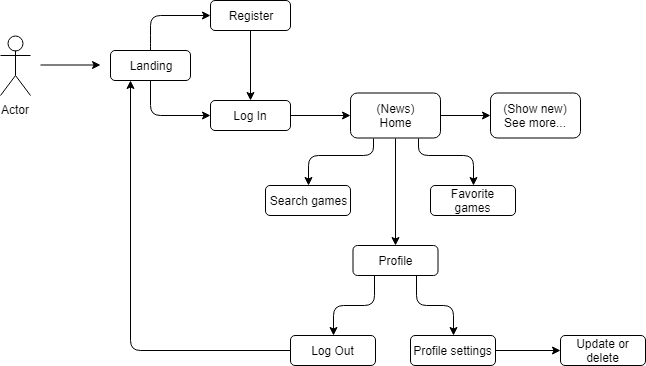 Register
Landing
Actor
Log In
(News)
Home
(Show new)
See more...
Search games
Favorite
games
Profile
Log Out
Profile settings
Update or
delete